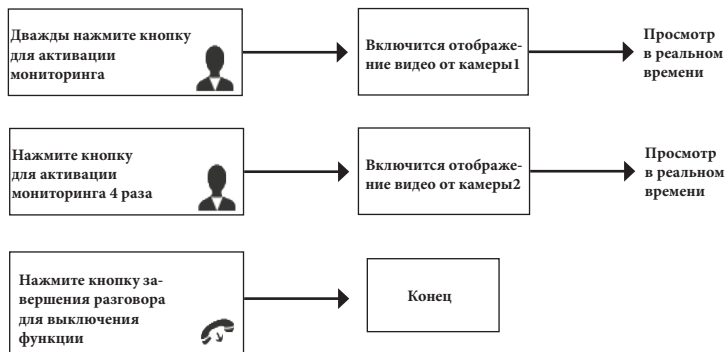 Дважды нажмите кнопку
для активации
мониторинга
Включится отображе-
ние видео от камеры1
Просмотр
в реальном
времени
Нажмите кнопку
для активации
мониторинга 4 раза
Включится отображе-
ние видео от камеры2
Просмотр
в реальном
времени
Нажмите кнопку за-
вершения разговора
для выключения
функции
Конец